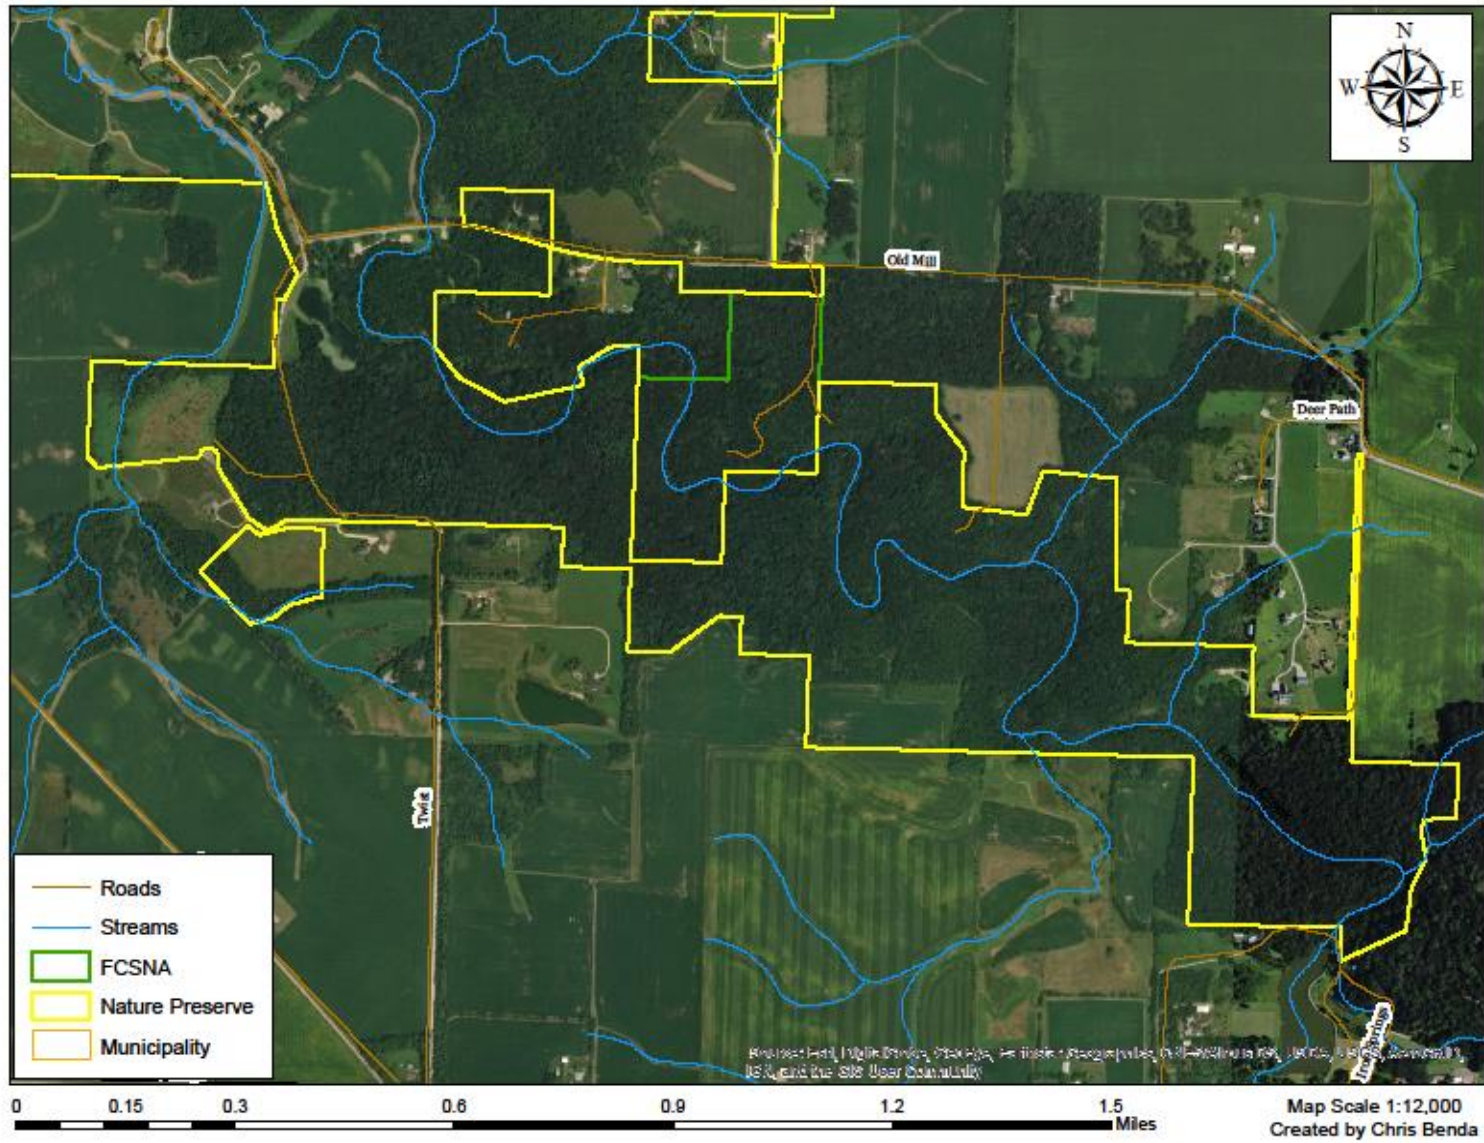 N
W E
S
Old Mill
Deer Path
Twist
Roads
Streams
FCSNA
Nature Preserve
Municipality
Springs
0 0.15 0.3 0.6 0.9 1.2 1.5
Miles
Map Scale 1:12,000
Created by Chris Benda